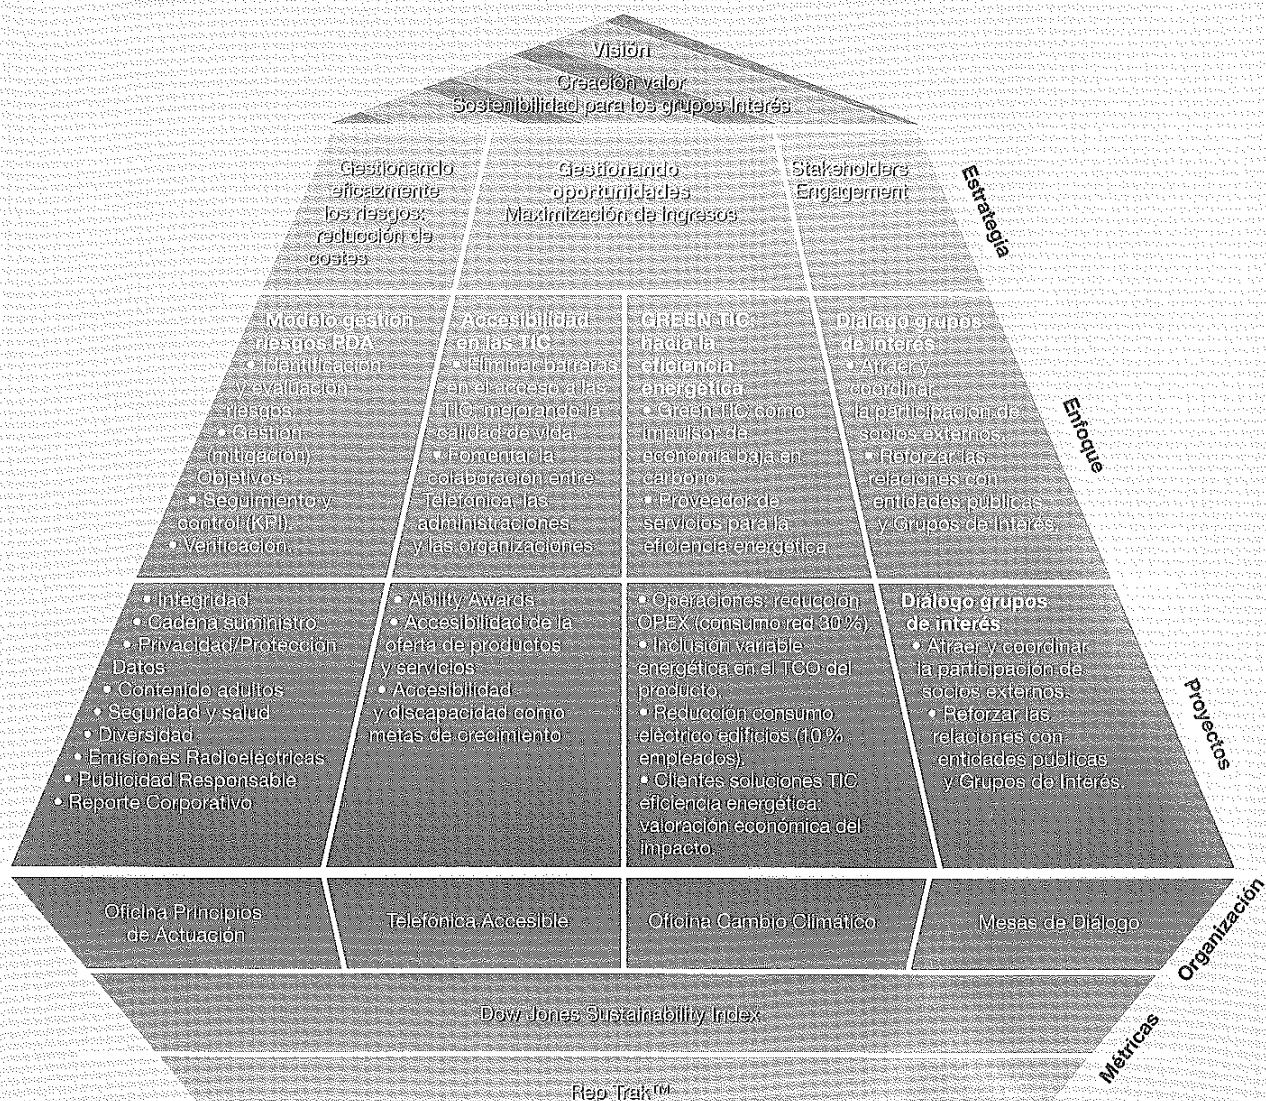 Visión
Creación valor
Sostenibilidad para los grupos Interés
Gestionando
eficazmente
los riesgos:
reducción de
costes
Gestionando
oportunidades
Maximización de Ingresos
Stakeholders
Engagement
Estrategia
Modelo gestión
riesgos PDA
• Identificación
y evaluación
riesgos.
• Gestión
(mitigación)
Objetivos.
• Seguimiento y
control (KPI).
• Verificación.
Accesibilidad
en las TIC
• Eliminar barreras
en el acceso a las
TIC, mejorando la
calidad de vida
• Fomentar la
colaboración entre
Telefónica, las
administraciones
y las organizaciones
GREEN TIC:
hacia la
eficiencia
energética
• Green TIC como
impulsor de
economía baja en
carbono.
• Proveedor de
servicios para la
eficiencia energética
Diálogo grupos
de interés
• Atraer y
coordinar
la participación de
socios externos.
• Reforzar las
relaciones con
entidades públicas
y Grupos de Interés.
Enfoque
• Integridad
• Cadena suministro
• Privacidad/Protección
Datos
• Contenido adultos
• Seguridad y salud
• Diversidad
• Emisiones Radioeléctricas
• Publicidad Responsable
• Reporte Corporativo
• Ability Awards
• Accesibilidad de la
oferta de productos
y servicios
• Accesibilidad
y discapacidad como
metas de crecimiento
• Operaciones: reducción
OPEX (consumo red 30 %)
• Inclusión variable
energética en el TCO del
producto.
• Reducción consumo
eléctrico edificios (10 %
empleados).
• Clientes soluciones TIC
eficiencia energética:
valoración económica del
impacto.
Diálogo grupos
de interés
• Atraer y coordinar
la participación de
socios externos.
• Reforzar las
relaciones con
entidades públicas
y Grupos de Interés.
Proyectos
Oficina Principios
de Actuación
Telefónica Accesible
Oficina Cambio Climático
Mesas de Diálogo
Organización
Dow Jones Sustainability Index
Métricas
Rep Trak™